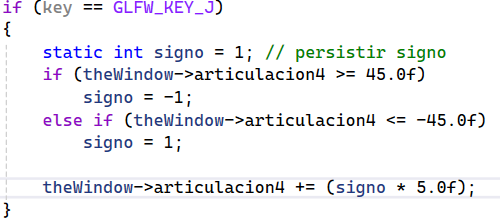 if (key == GLFW_KEY_J)
{
static int signo = 1; // persistir signo
if (theWindow->articulacion4 >= 45.0f)
signo = -1;
else if (theWindow->articulacion4 <= -45.0f)
signo = 1;
theWindow->articulacion4 += (signo * 5.0f);
}